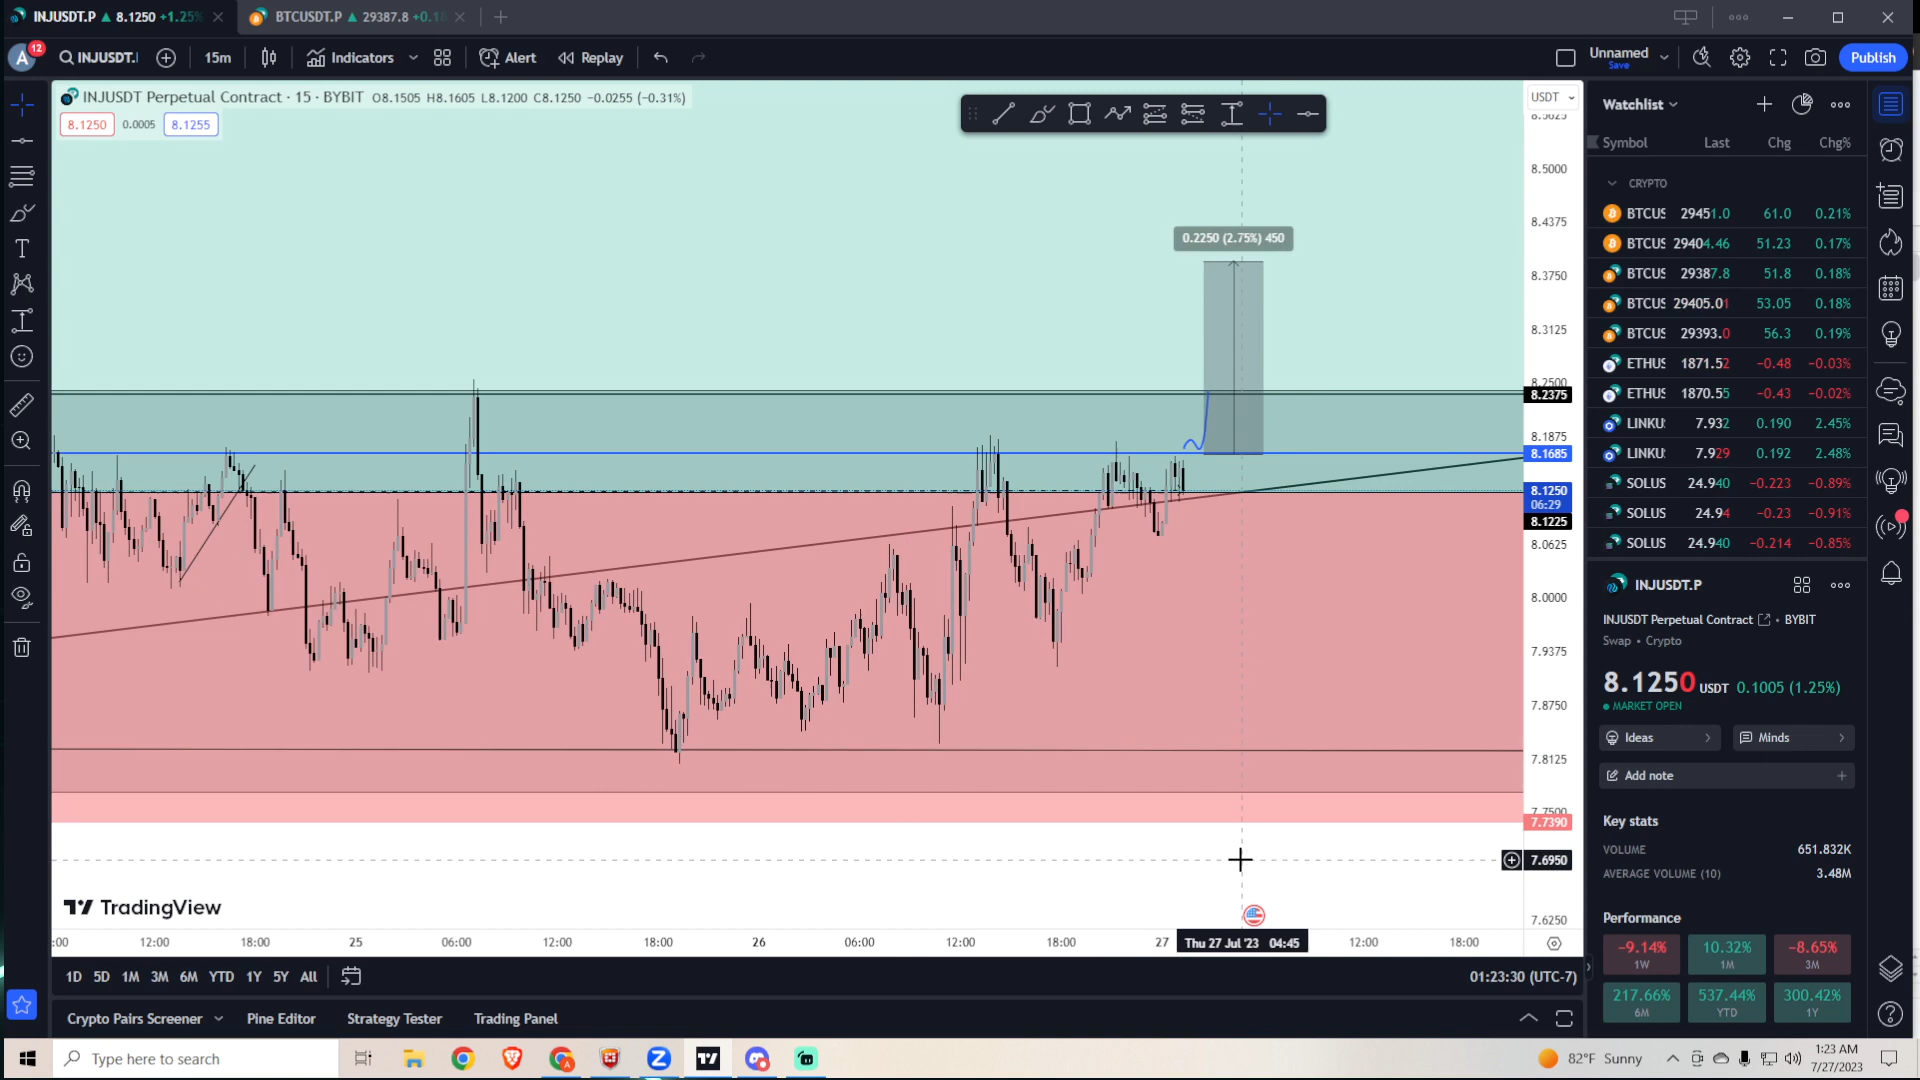 INJUSDT.P ▲ 8.1250 +1.25%
BTCUSDT.P ▲ 29387.8 +0.18
A 12
INJUSDT.
15m
Indicators
Alert
Replay
Unnamed
Save
Publish
INJUSDT Perpetual Contract · 15 · BYBIT O8.1505 H8.1605 L8.1200 C8.1250 −0.0255 (−0.31%)
8.1250 0.0005 8.1255
USDT
8.5625
8.5000
8.4375
8.3750
8.3125
8.2500
8.2375
8.1875
8.1685
8.1250
06:29
8.1225
8.0625
8.0000
7.9375
7.8750
7.8125
7.7500
7.7390
7.6950
7.6250
0.2250 (2.75%) 450
TradingView
:00 12:00 18:00 25 06:00 12:00 18:00 26 06:00 12:00 18:00 27 Thu 27 Jul '23 04:45 12:00 18:00
1D 5D 1M 3M 6M YTD 1Y 5Y All
01:23:30 (UTC-7)
Crypto Pairs Screener Pine Editor Strategy Tester Trading Panel
Watchlist
Symbol Last Chg Chg%
CRYPTO
BTCUS 29451.0 61.0 0.21%
BTCUS 29404.46 51.23 0.17%
BTCUS 29387.8 51.8 0.18%
BTCUS 29405.01 53.05 0.18%
BTCUS 29393.0 56.3 0.19%
ETHUS 1871.52 −0.48 −0.03%
ETHUS 1870.55 −0.43 −0.02%
LINKU 7.932 0.190 2.45%
LINKU 7.929 0.192 2.48%
SOLUS 24.940 −0.223 −0.89%
SOLUS 24.94 −0.23 −0.91%
SOLUS 24.940 −0.214 −0.85%
INJUSDT.P
INJUSDT Perpetual Contract • BYBIT
Swap • Crypto
8.1250 USDT 0.1005 (1.25%)
MARKET OPEN
Ideas
Minds
Add note
Key stats
VOLUME 651.832K
AVERAGE VOLUME (10) 3.48M
Performance
−9.14% 10.32% −8.65%
1W 1M 3M
217.66% 537.44% 300.42%
6M YTD 1Y
Type here to search
82°F Sunny
1:23 AM
7/27/2023